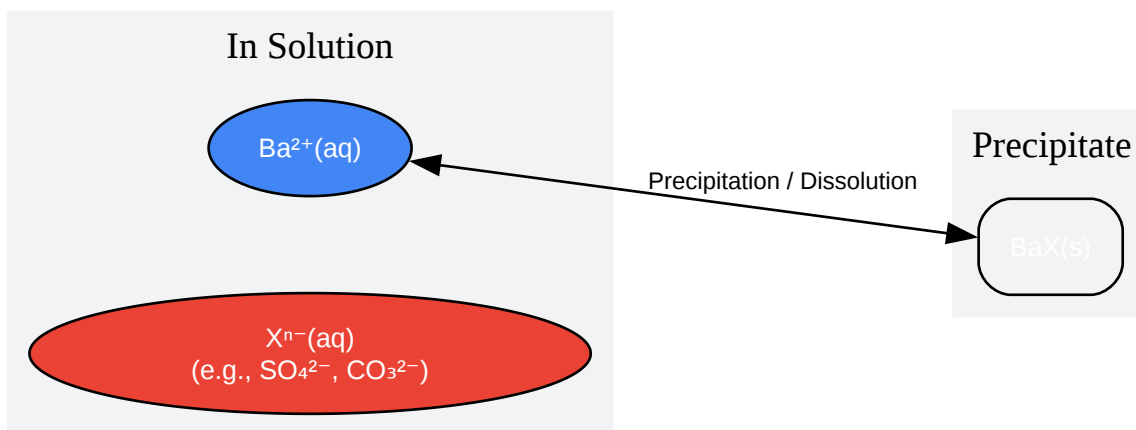 In Solution
Ba²⁺(aq)
Xⁿ⁻(aq)
(e.g., SO₄²⁻, CO₃²⁻)
Precipitation / Dissolution
Precipitate
BaX(s)